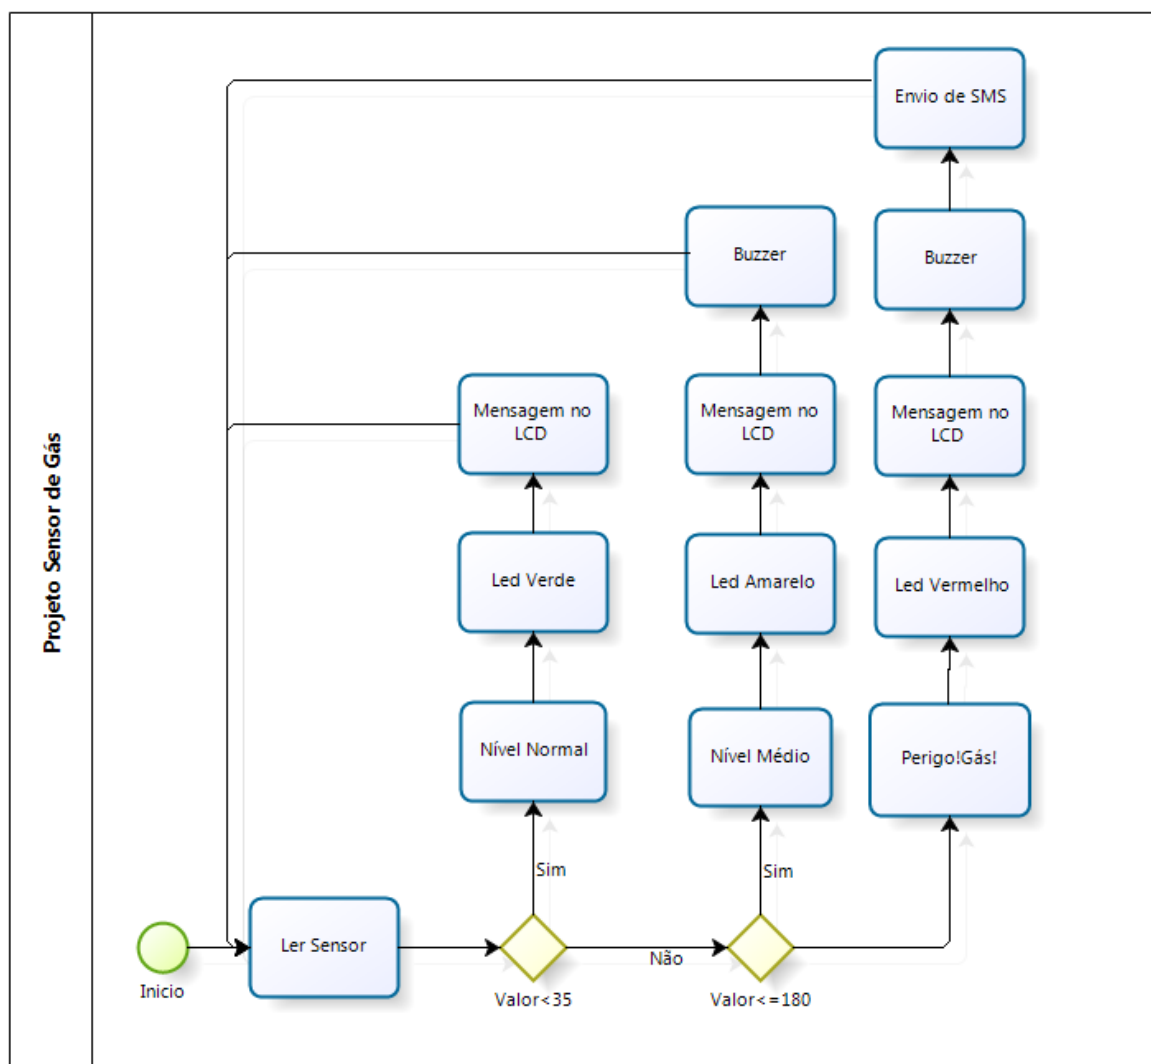 Projeto Sensor de Gás
Envio de SMS
Buzzer
Buzzer
Mensagem no
LCD
Mensagem no
LCD
Mensagem no
LCD
Led Verde
Led Amarelo
Led Vermelho
Nível Normal
Nível Médio
Perigo!Gás!
Sim
Sim
Ler Sensor
Não
Inicio
Valor<35
Valor<=180